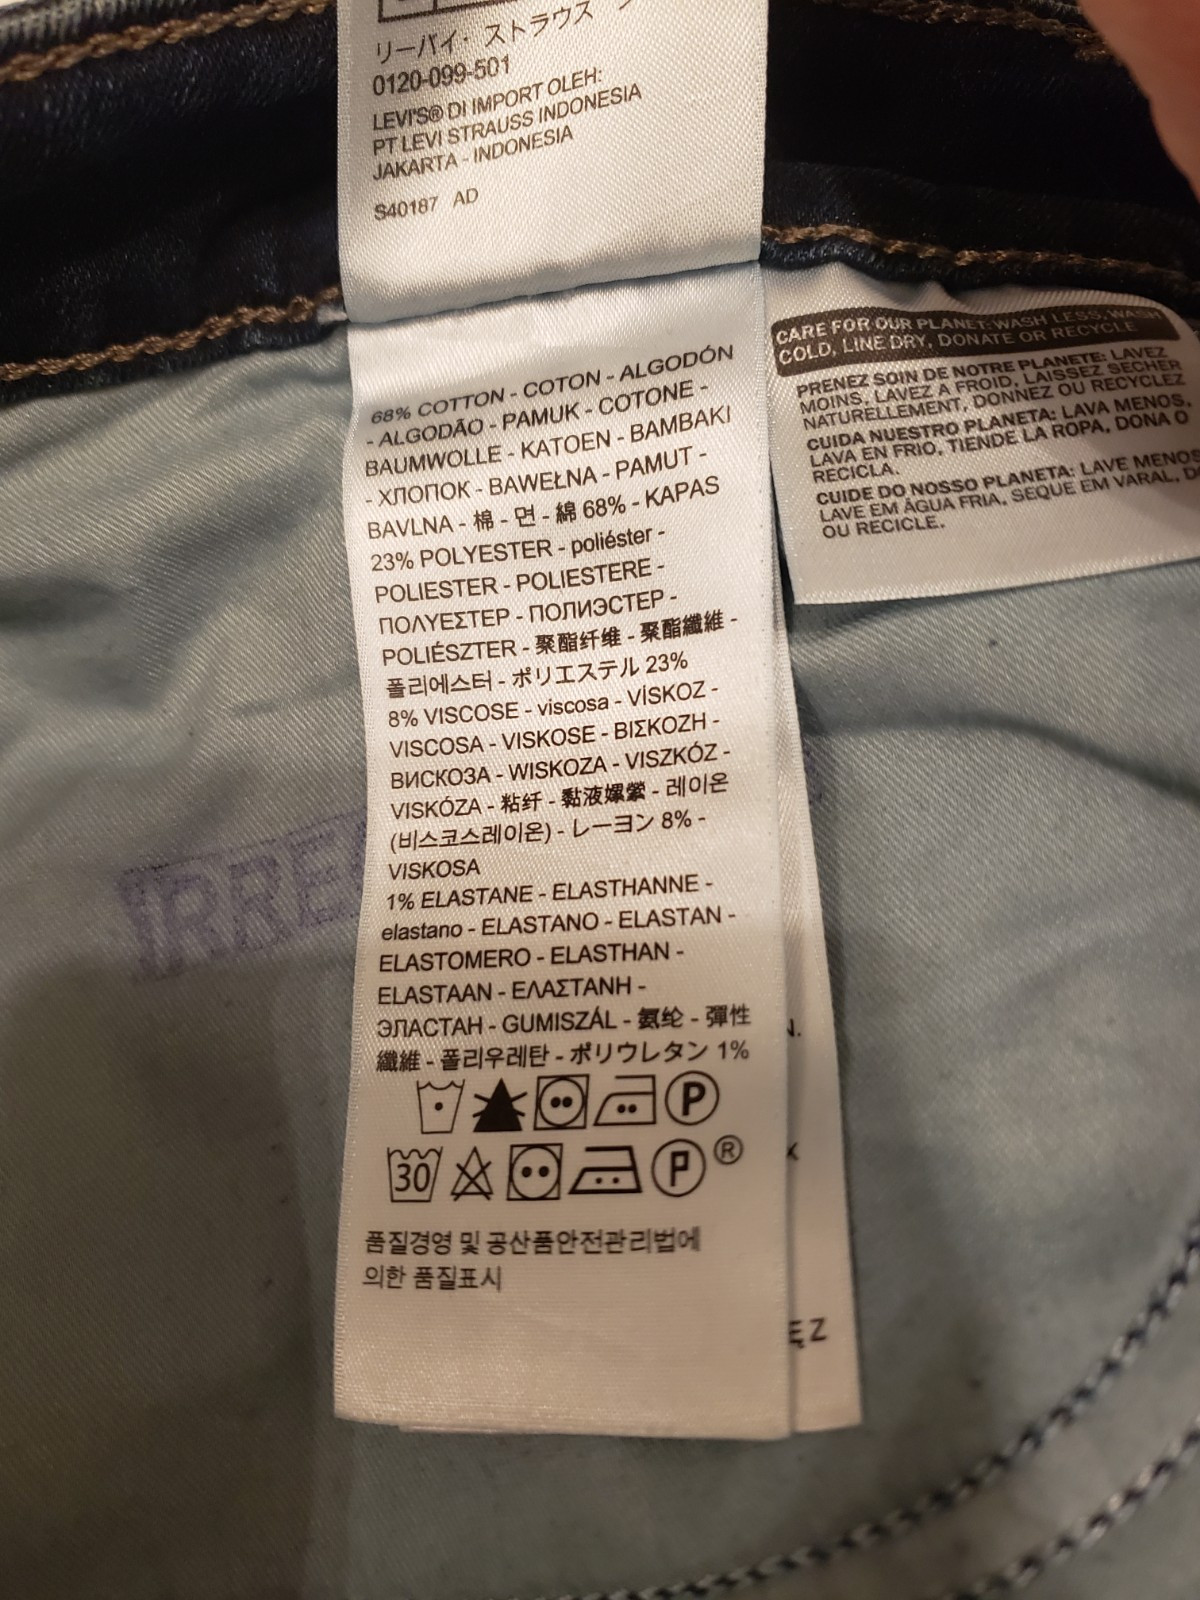 リーバイ・ストラウス
0120-099-501
LEVI'S® DI IMPORT OLEH:
PT LEVI STRAUSS INDONESIA
JAKARTA - INDONESIA
S40187 AD
68% COTTON - COTON - ALGODÓN
- ALGODÃO - PAMUK - COTONE -
BAUMWOLLE - KATOEN - BAMBAKI
- ХЛОПОК - BAWEŁNA - PAMUT -
BAVLNA - 棉 - 면 - 綿 68% - KAPAS
23% POLYESTER - poliéster -
POLIESTER - POLIESTERE -
ΠΟΛΥΕΣΤΕΡ - ПОЛИЭСТЕР -
POLIÉSZTER - 聚酯纤维 - 聚酯纖維 -
폴리에스터 - ポリエステル 23%
8% VISCOSE - viscosa - VİSKOZ -
VISCOSA - VISKOSE - ΒΙΣΚΟΖΗ -
ВИСКОЗА - WISKOZA - VISZKÓZ -
VISKÓZA - 粘纤 - 黏液嫘縈 - 레이온
(비스코스레이온) - レーヨン 8% -
VISKOSA
1% ELASTANE - ELASTHANNE -
elastano - ELASTANO - ELASTAN -
ELASTOMERO - ELASTHAN -
ELASTAAN - ΕΛΑΣΤΑΝΗ -
ЭЛАСТАН - GUMISZÁL - 氨纶 - 彈性
纖維 - 폴리우레탄 - ポリウレタン 1%
P
30 P ®
품질경영 및 공산품안전관리법에
의한 품질표시
CARE FOR OUR PLANET: WASH LESS, WASH
COLD, LINE DRY, DONATE OR RECYCLE
PRENEZ SOIN DE NOTRE PLANETE: LAVEZ
MOINS, LAVEZ A FROID, LAISSEZ SECHER
NATURELLEMENT, DONNEZ OU RECYCLEZ
CUIDA NUESTRO PLANETA: LAVA MENOS,
LAVA EN FRIO, TIENDE LA ROPA, DONA O
RECICLA.
CUIDE DO NOSSO PLANETA: LAVE MENOS
LAVE EM ÁGUA FRIA, SEQUE EM VARAL, D
OU RECICLE.
IRRE
N.
X
ĘZ